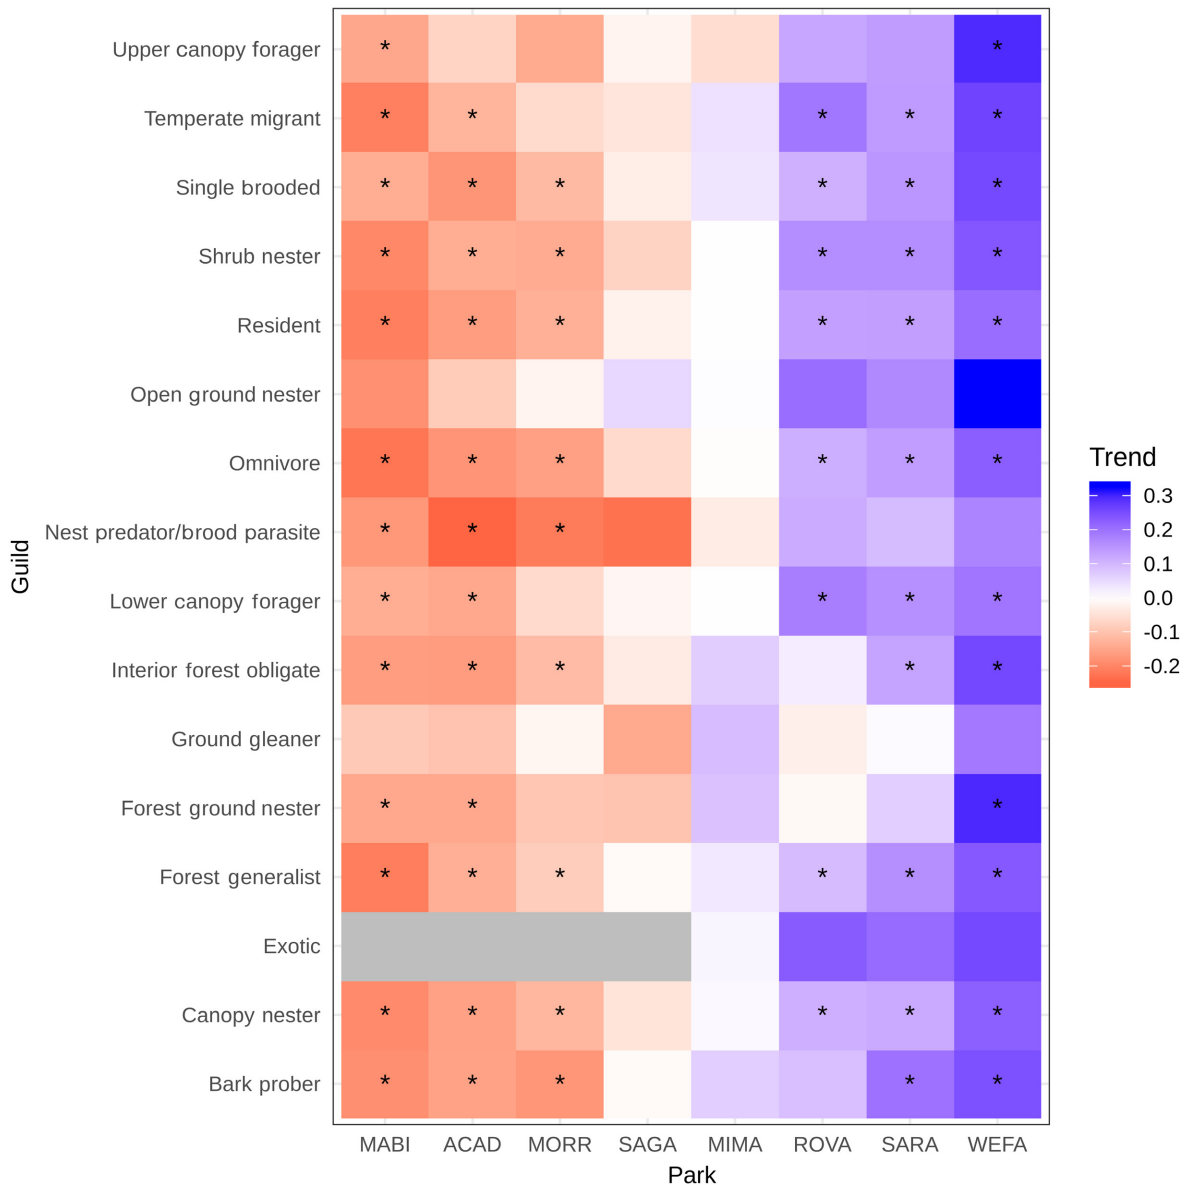 Upper canopy forager * *
Temperate migrant * * * * *
Single brooded * * * * * *
Shrub nester * * * * * *
Resident * * * * * *
Open ground nester
Omnivore * * * * * *
Nest predator/brood parasite * * *
Lower canopy forager * * * * *
Interior forest obligate * * * * *
Ground gleaner
Forest ground nester * * *
Forest generalist * * * * * *
Exotic
Canopy nester * * * * * *
Bark prober * * * * *
MABI ACAD MORR SAGA MIMA ROVA SARA WEFA
Park
Guild
Trend
0.3
0.2
0.1
0.0
-0.1
-0.2